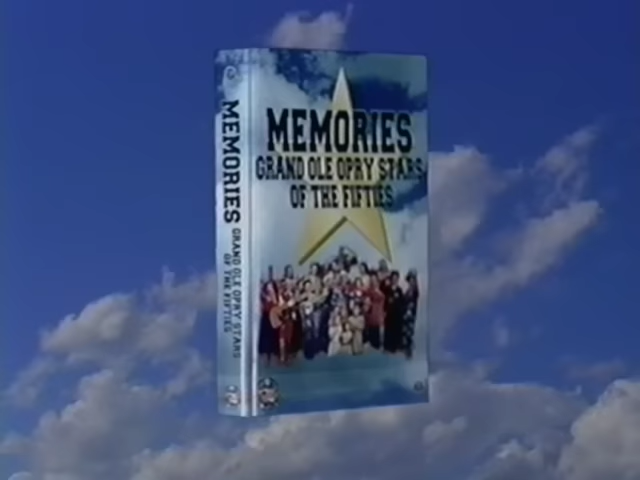 MEMORIES
GRAND OLE OPRY STARS
OF THE FIFTIES
MEMORIES
GRAND OLE OPRY STARS
OF THE FIFTIES